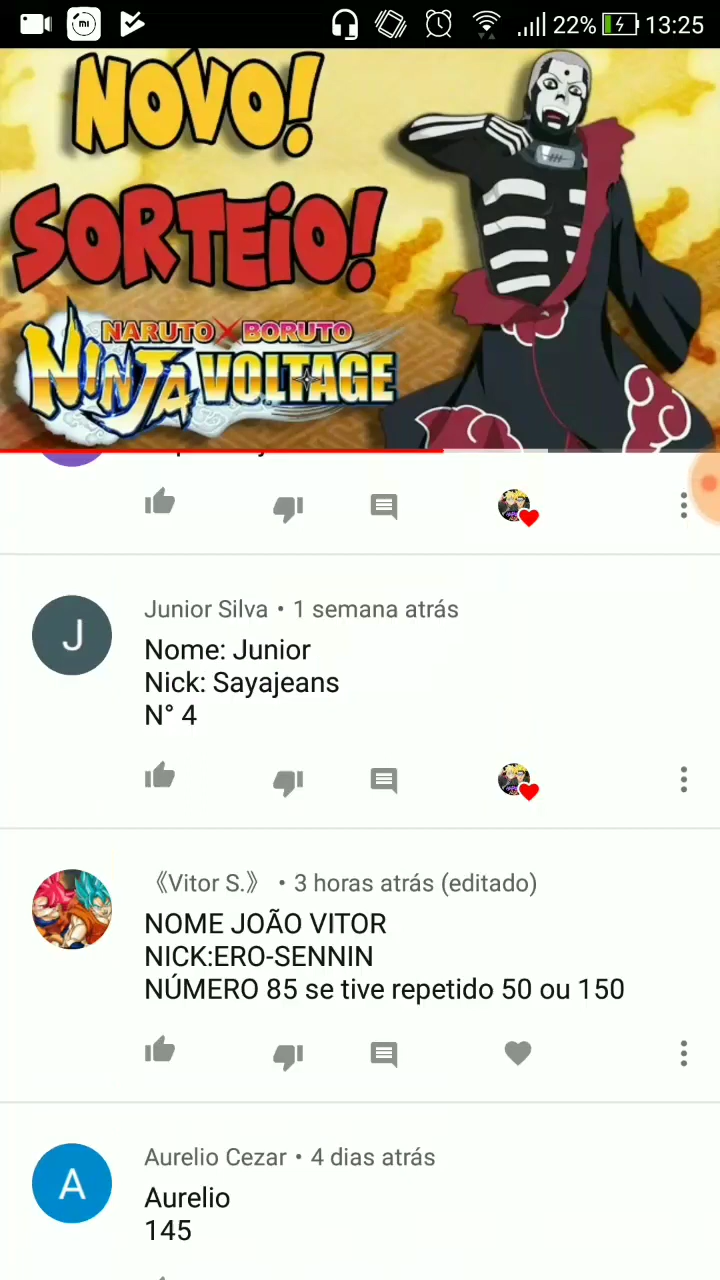 22% 13:25
NOVO!
SORTEIO!
NARUTO X BORUTO
NINJA VOLTAGE
J
Junior Silva • 1 semana atrás
Nome: Junior
Nick: Sayajeans
N° 4
《Vitor S.》 • 3 horas atrás (editado)
NOME JOÃO VITOR
NICK:ERO-SENNIN
NÚMERO 85 se tive repetido 50 ou 150
A
Aurelio Cezar • 4 dias atrás
Aurelio
145